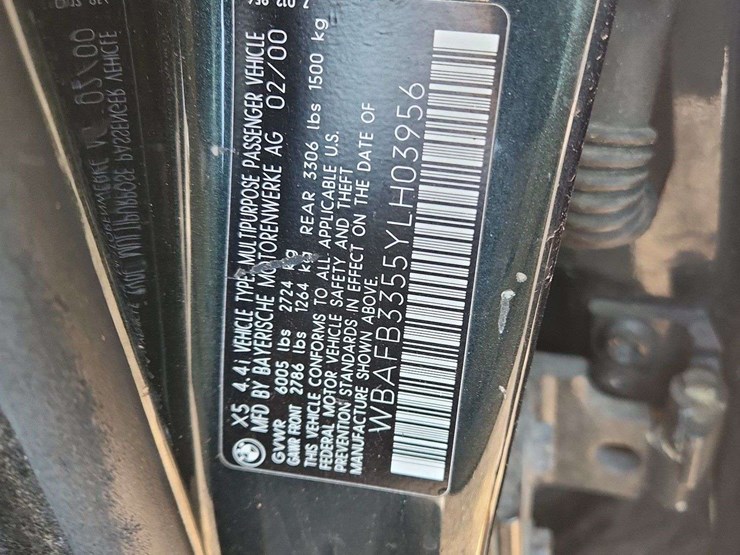 X5 4.4i VEHICLE TYPE MULTIPURPOSE PASSENGER VEHICLE
MFD BY BAYERISCHE MOTORENWERKE AG 02/00
GVWR 6005 lbs 2724 kg
GAWR FRONT 2786 lbs 1264 kg REAR 3306 lbs 1500 kg
THIS VEHICLE CONFORMS TO ALL APPLICABLE U.S.
FEDERAL MOTOR VEHICLE SAFETY AND THEFT
PREVENTION STANDARDS IN EFFECT ON THE DATE OF
MANUFACTURE SHOWN ABOVE.
WBAFB3355YLH03956